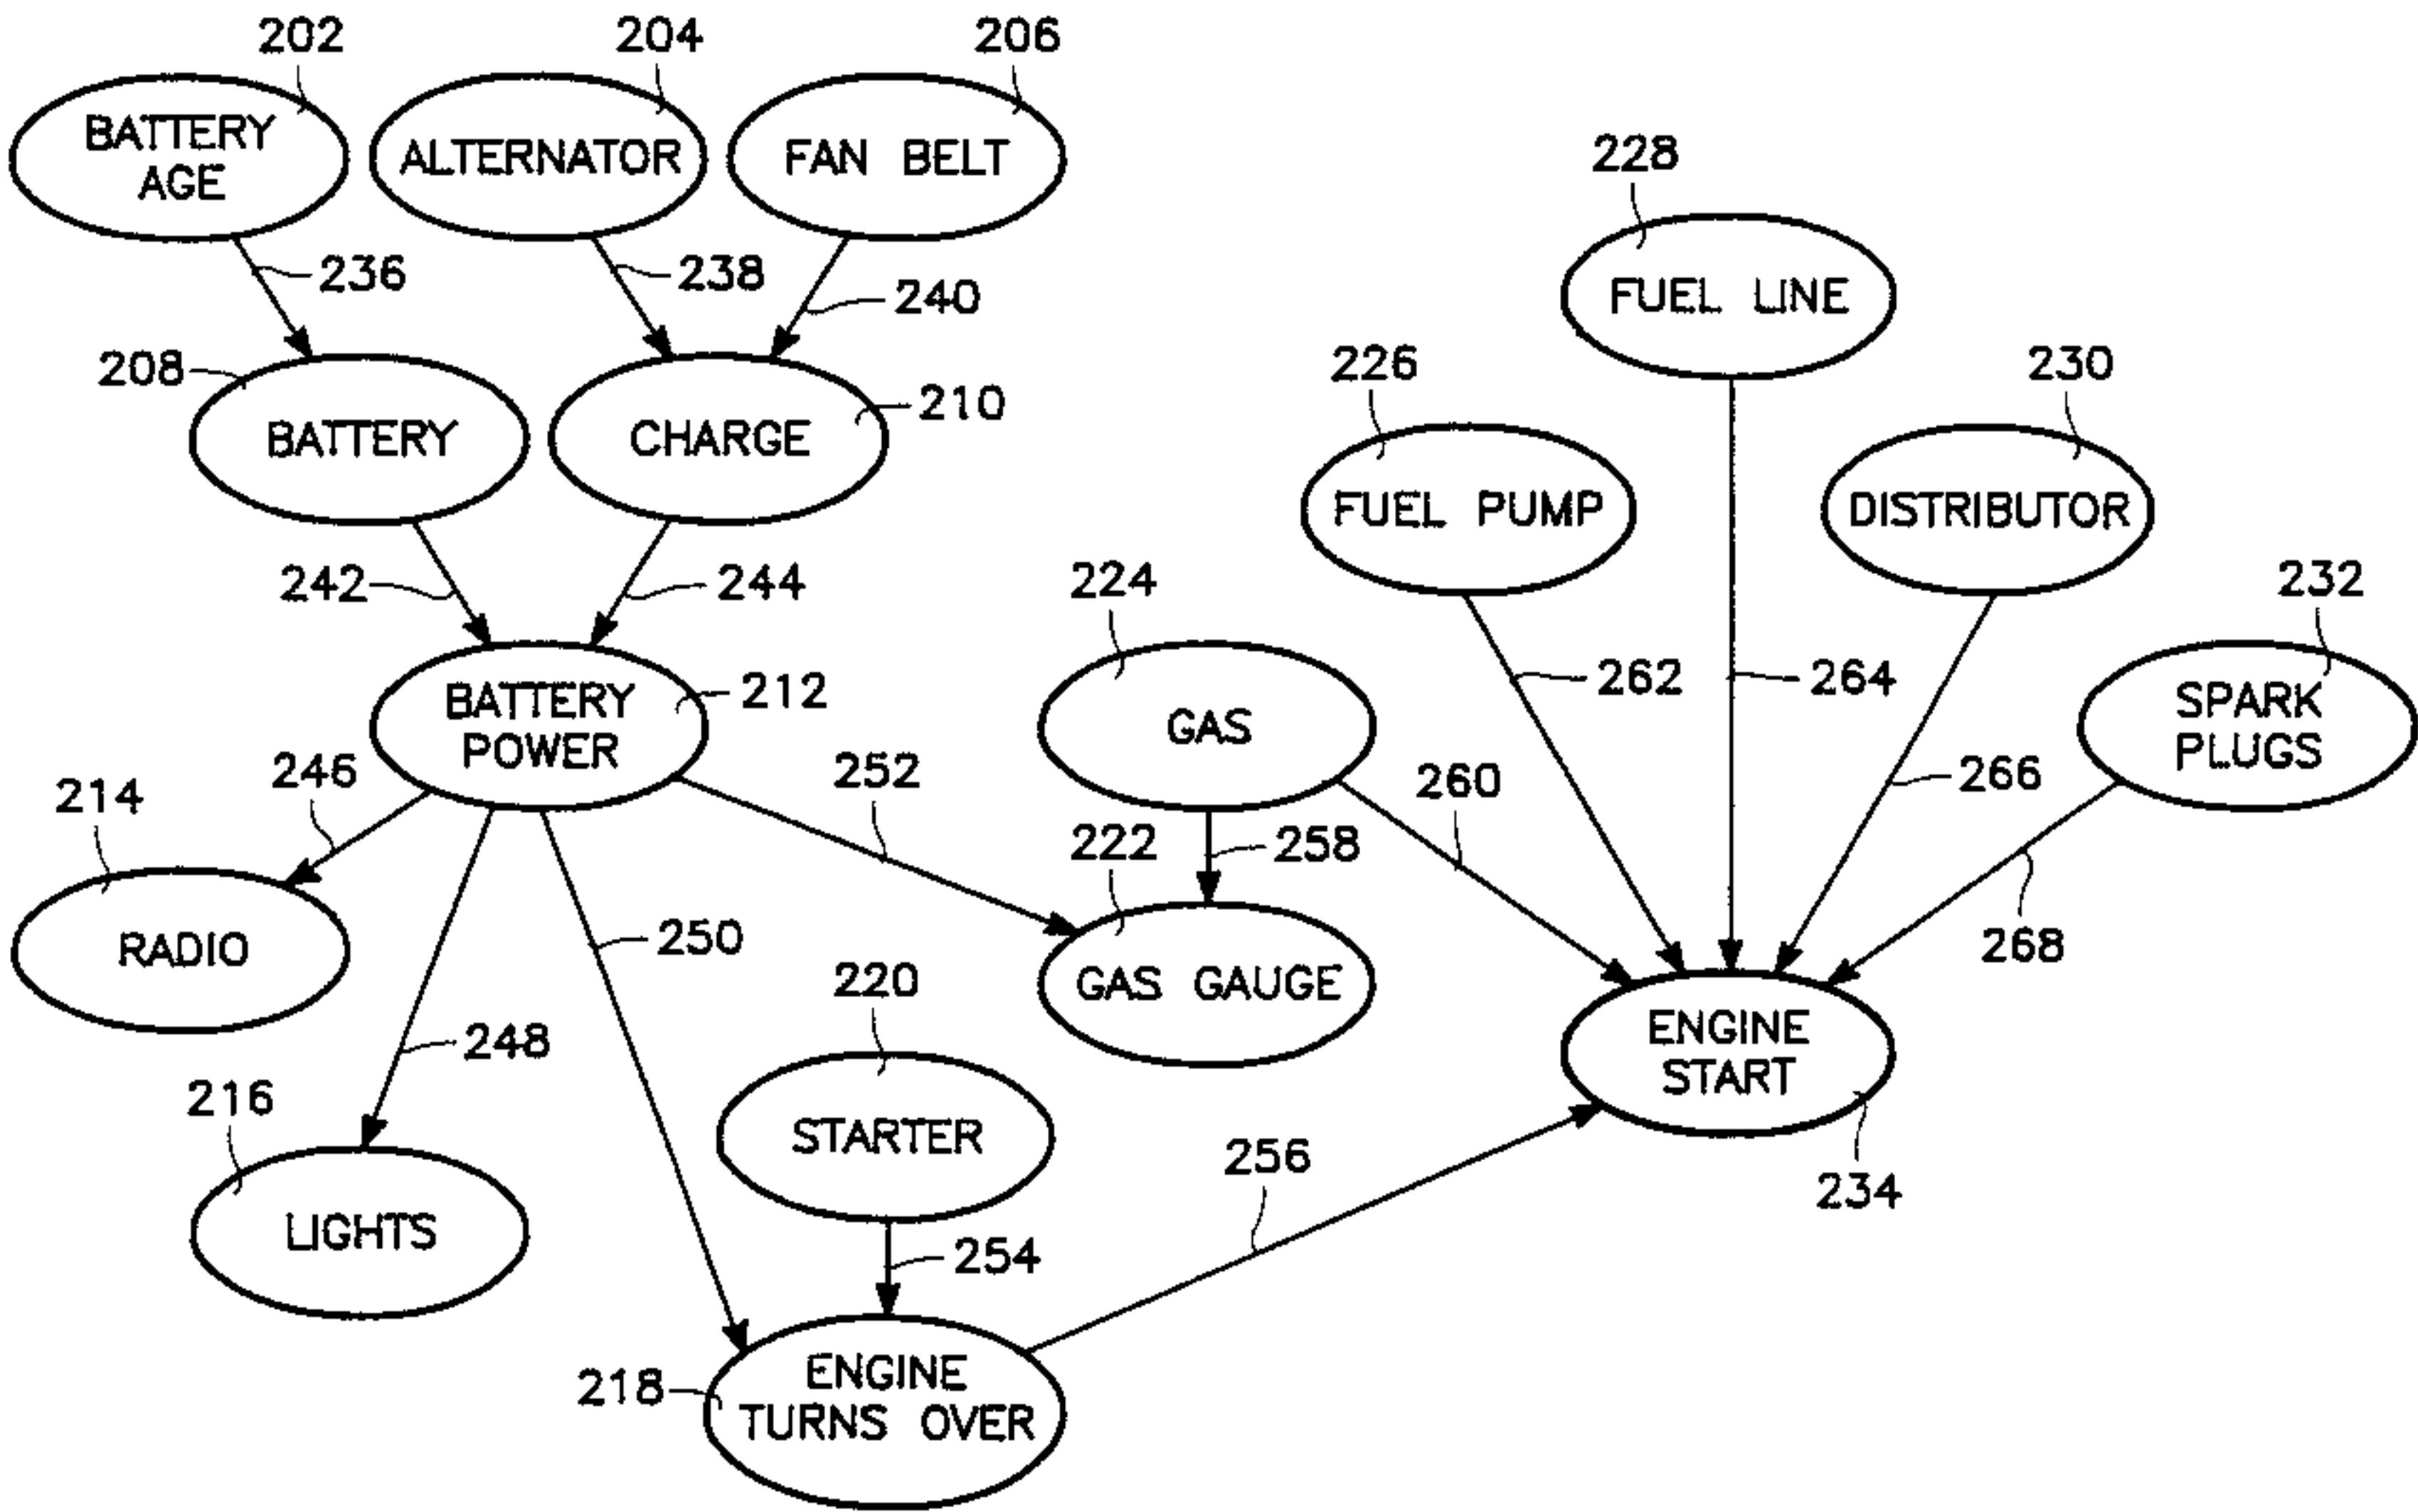 202
204
206
BATTERY
AGE
ALTERNATOR
FAN BELT
228
236
238
240
FUEL LINE
208
210
226
230
BATTERY
CHARGE
FUEL PUMP
DISTRIBUTOR
242
244
224
232
262
264
BATTERY
POWER
212
GAS
SPARK
PLUGS
246
252
260
266
214
222
258
250
268
RADIO
220
GAS GAUGE
248
ENGINE
START
216
STARTER
256
234
LIGHTS
254
218
ENGINE
TURNS OVER